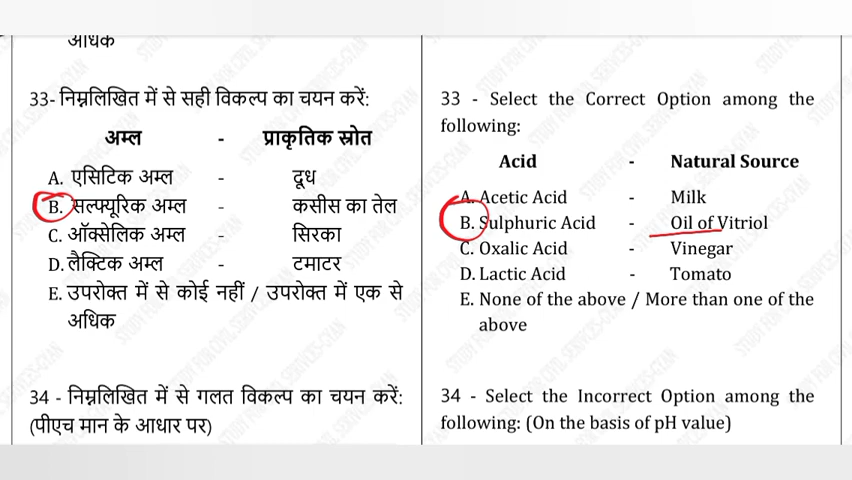 अधिक
33- निम्नलिखित में से सही विकल्प का चयन करें:
अम्ल - प्राकृतिक स्रोत
A. एसिटिक अम्ल - दूध
B. सल्फ्यूरिक अम्ल - कसीस का तेल
C. ऑक्सेलिक अम्ल - सिरका
D. लैक्टिक अम्ल - टमाटर
E. उपरोक्त में से कोई नहीं / उपरोक्त में एक से
अधिक
34 - निम्नलिखित में से गलत विकल्प का चयन करें:
(पीएच मान के आधार पर)
33 - Select the Correct Option among the
following:
Acid - Natural Source
A. Acetic Acid - Milk
B. Sulphuric Acid - Oil of Vitriol
C. Oxalic Acid - Vinegar
D. Lactic Acid - Tomato
E. None of the above / More than one of the
above
34 - Select the Incorrect Option among the
following: (On the basis of pH value)